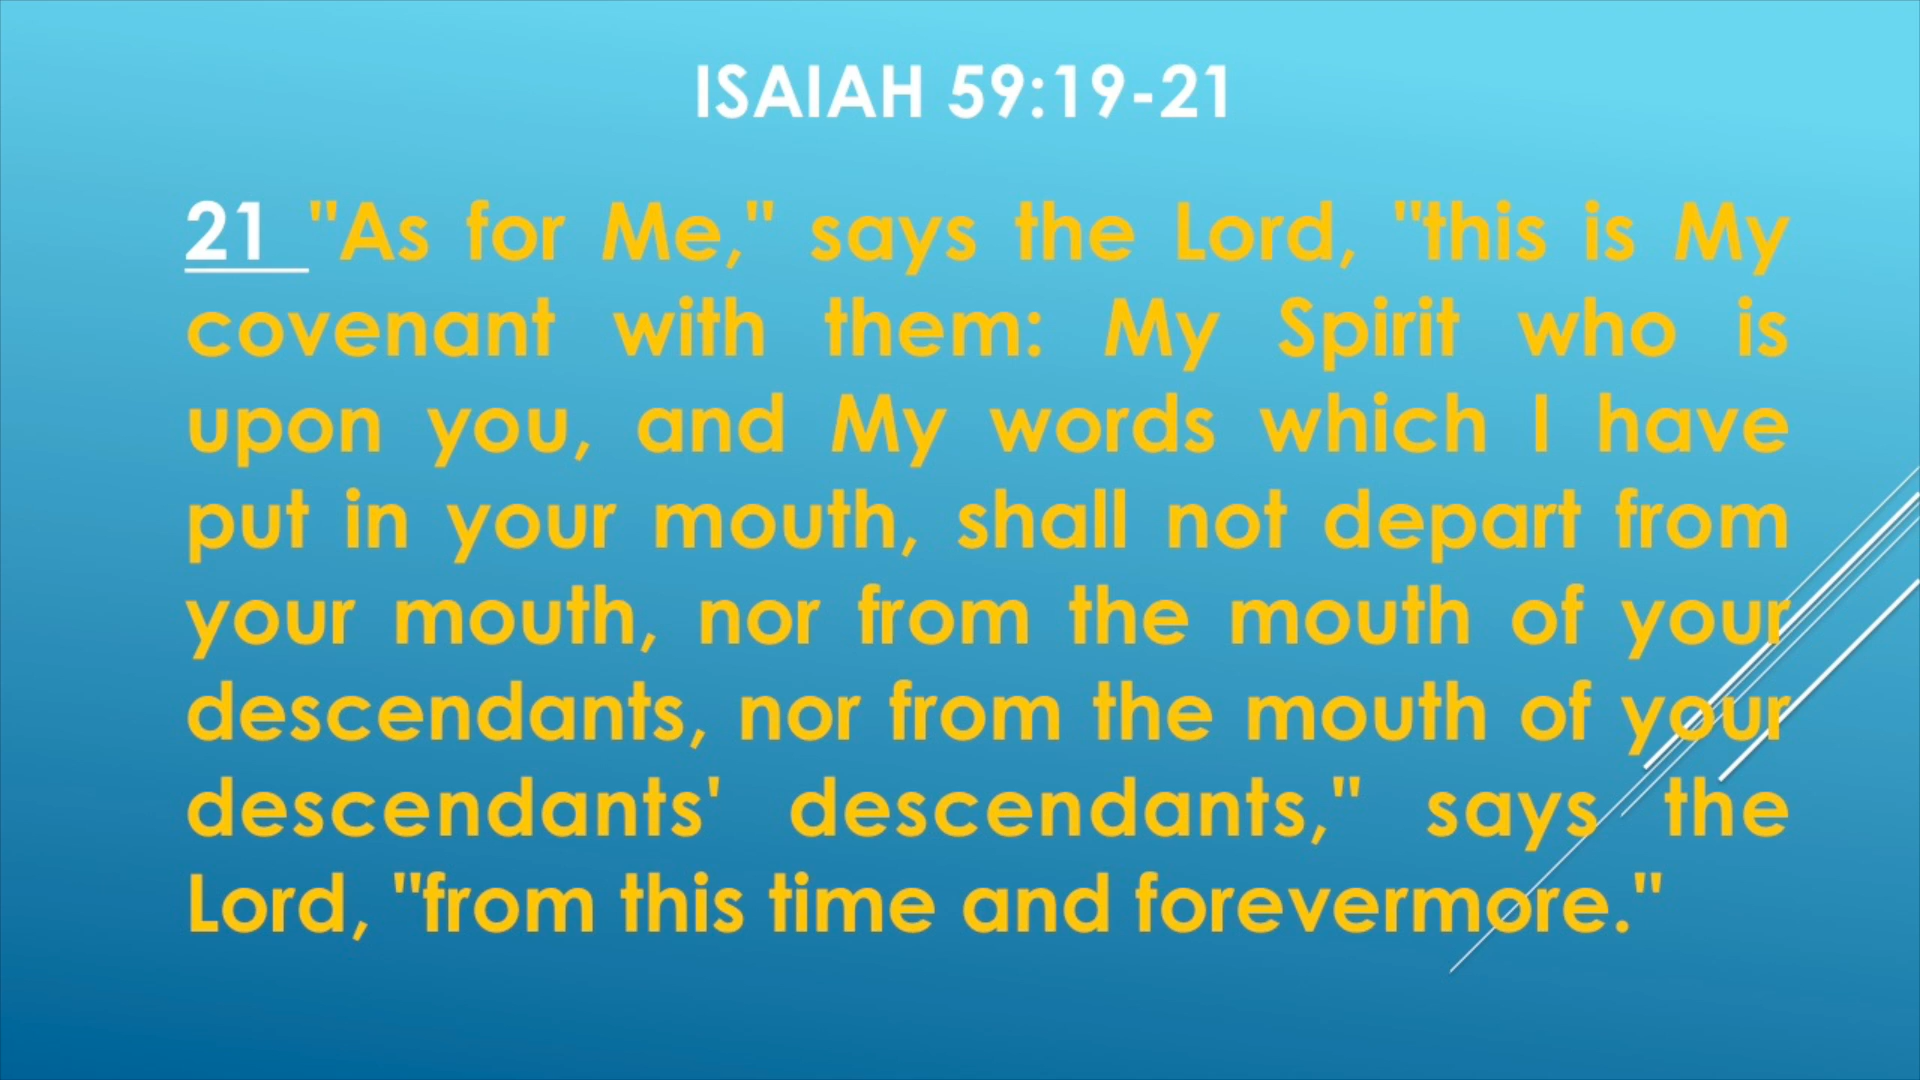 ISAIAH 59:19-21
21 "As for Me," says the Lord, "this is My
covenant with them: My Spirit who is
upon you, and My words which I have
put in your mouth, shall not depart from
your mouth, nor from the mouth of your
descendants, nor from the mouth of your
descendants' descendants," says the
Lord, "from this time and forevermore."